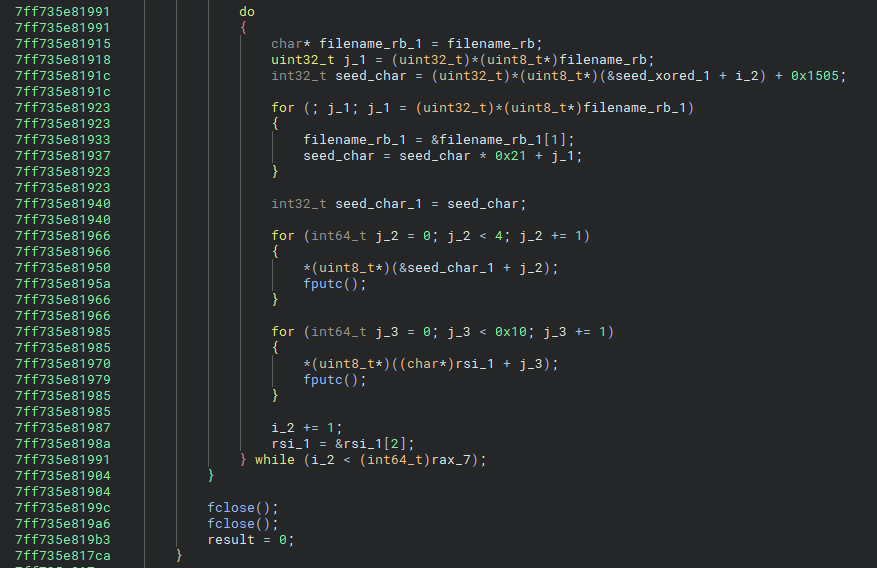 7ff735e81991 do
7ff735e81991 {
7ff735e81915 char* filename_rb_1 = filename_rb;
7ff735e81918 uint32_t j_1 = (uint32_t)*(uint8_t*)filename_rb;
7ff735e8191c int32_t seed_char = (uint32_t)*(uint8_t*)(&seed_xored_1 + i_2) + 0x1505;
7ff735e8191c
7ff735e81923 for (; j_1; j_1 = (uint32_t)*(uint8_t*)filename_rb_1)
7ff735e81923 {
7ff735e81933 filename_rb_1 = &filename_rb_1[1];
7ff735e81937 seed_char = seed_char * 0x21 + j_1;
7ff735e81923 }
7ff735e81923
7ff735e81940 int32_t seed_char_1 = seed_char;
7ff735e81940
7ff735e81966 for (int64_t j_2 = 0; j_2 < 4; j_2 += 1)
7ff735e81966 {
7ff735e81950 *(uint8_t*)(&seed_char_1 + j_2);
7ff735e8195a fputc();
7ff735e81966 }
7ff735e81966
7ff735e81985 for (int64_t j_3 = 0; j_3 < 0x10; j_3 += 1)
7ff735e81985 {
7ff735e81970 *(uint8_t*)((char*)rsi_1 + j_3);
7ff735e81979 fputc();
7ff735e81985 }
7ff735e81985
7ff735e81987 i_2 += 1;
7ff735e8198a rsi_1 = &rsi_1[2];
7ff735e81991 } while (i_2 < (int64_t)rax_7);
7ff735e81904 }
7ff735e81904
7ff735e8199c fclose();
7ff735e819a6 fclose();
7ff735e819b3 result = 0;
7ff735e817ca }